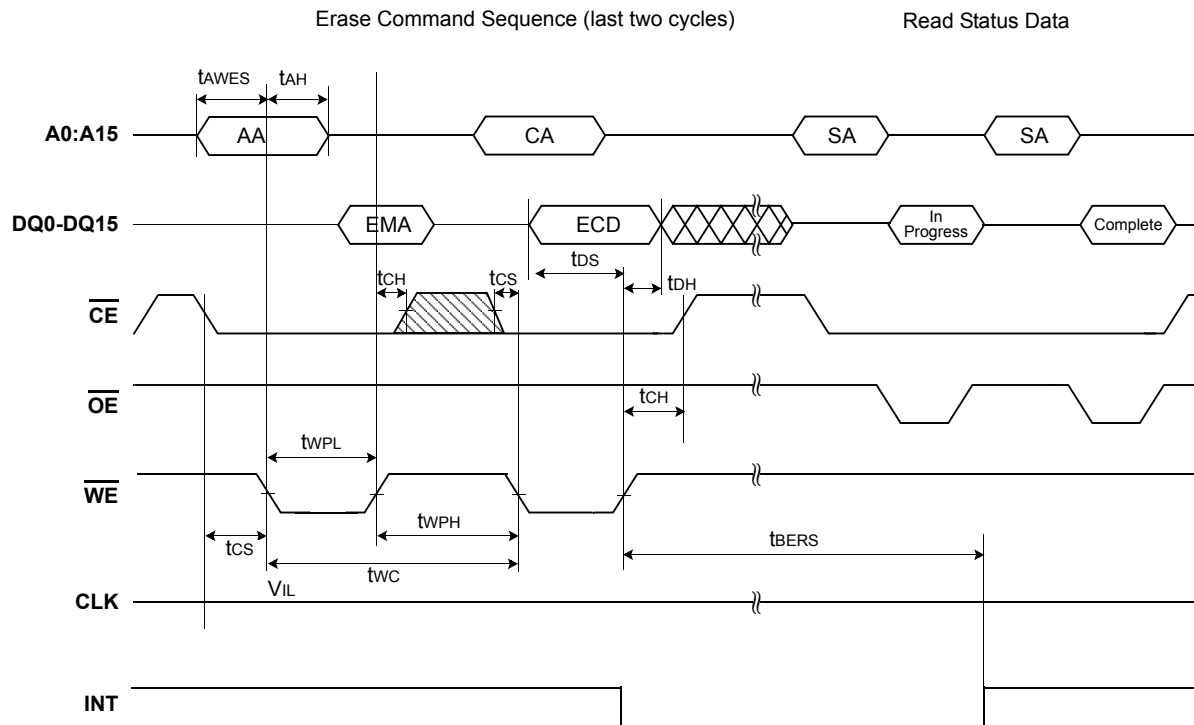 Erase Command Sequence (last two cycles) Read Status Data
tAWES tAH
A0:A15 AA CA SA SA
DQ0-DQ15 EMA ECD In Progress Complete
tDS
tCH tCS tDH
CE
OE
tCH
tWPL
WE
tWPH
tCS tBERS
tWC
VIL
CLK
INT